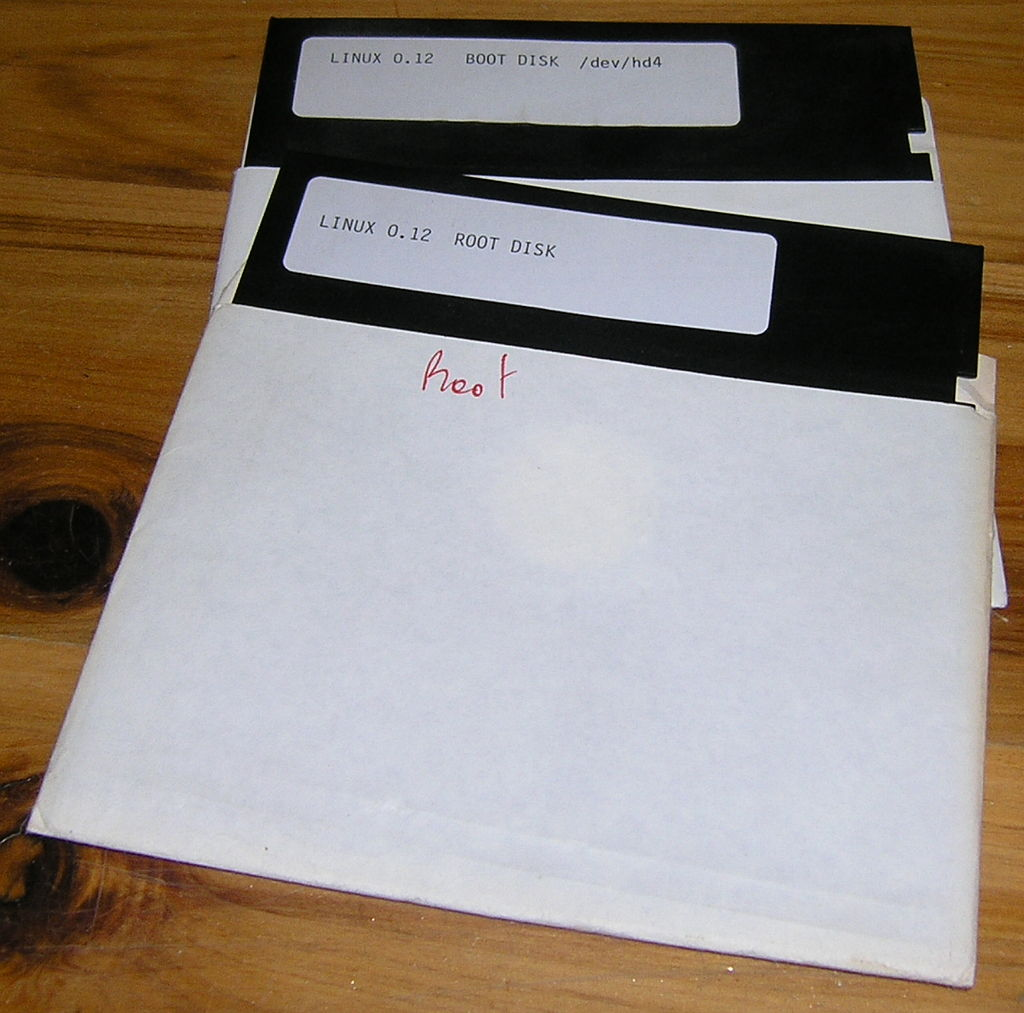 LINUX 0.12 BOOT DISK /dev/hd4
LINUX 0.12 ROOT DISK
Root